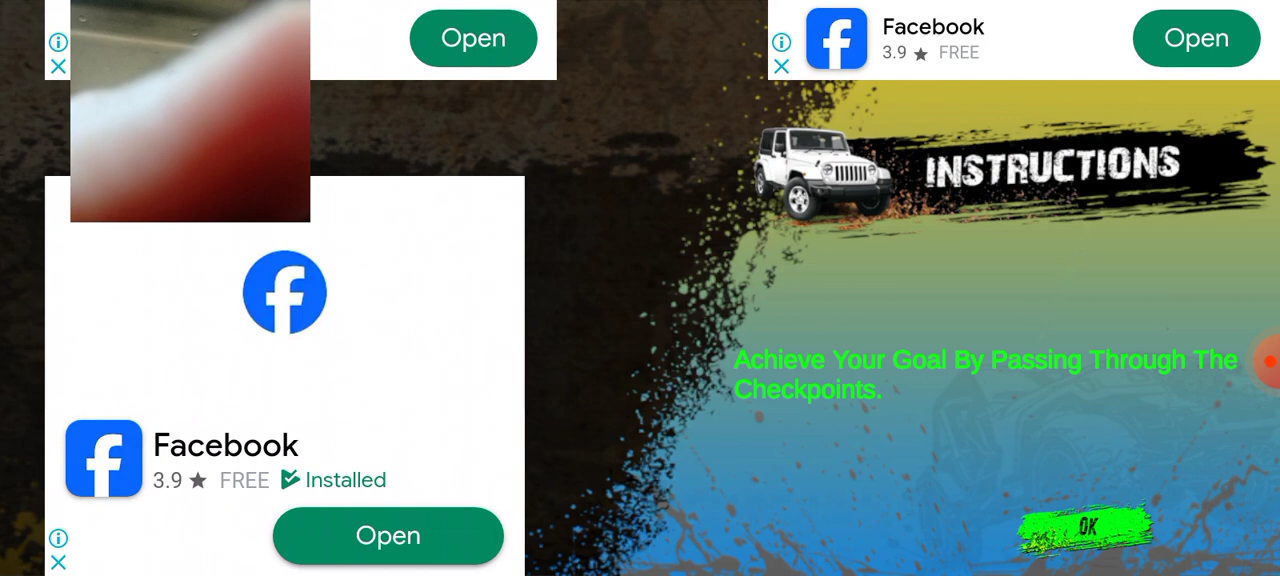 Open
Facebook
3.9 ★ FREE
Open
INSTRUCTIONS
Achieve Your Goal By Passing Through The
Checkpoints.
Facebook
3.9 ★ FREE Installed
Open
OK